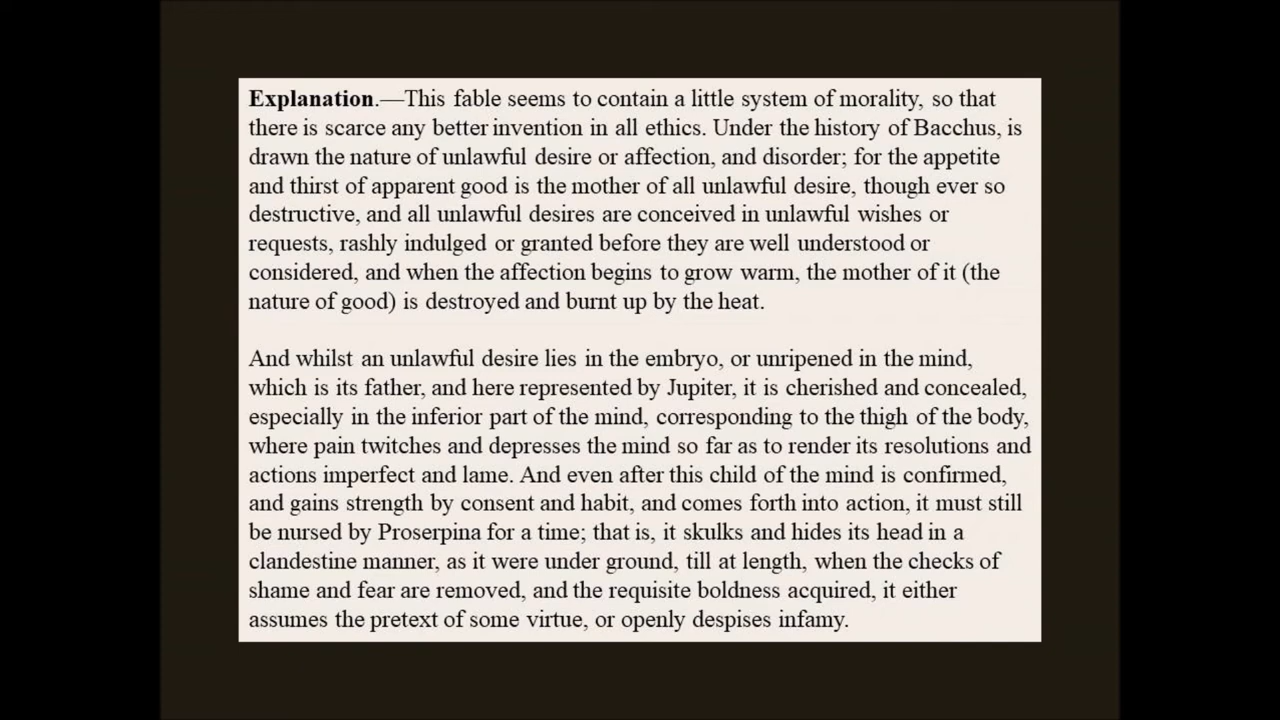 Explanation.—This fable seems to contain a little system of morality, so that
there is scarce any better invention in all ethics. Under the history of Bacchus, is
drawn the nature of unlawful desire or affection, and disorder; for the appetite
and thirst of apparent good is the mother of all unlawful desire, though ever so
destructive, and all unlawful desires are conceived in unlawful wishes or
requests, rashly indulged or granted before they are well understood or
considered, and when the affection begins to grow warm, the mother of it (the
nature of good) is destroyed and burnt up by the heat.
And whilst an unlawful desire lies in the embryo, or unripened in the mind,
which is its father, and here represented by Jupiter, it is cherished and concealed,
especially in the inferior part of the mind, corresponding to the thigh of the body,
where pain twitches and depresses the mind so far as to render its resolutions and
actions imperfect and lame. And even after this child of the mind is confirmed,
and gains strength by consent and habit, and comes forth into action, it must still
be nursed by Proserpina for a time; that is, it skulks and hides its head in a
clandestine manner, as it were under ground, till at length, when the checks of
shame and fear are removed, and the requisite boldness acquired, it either
assumes the pretext of some virtue, or openly despises infamy.